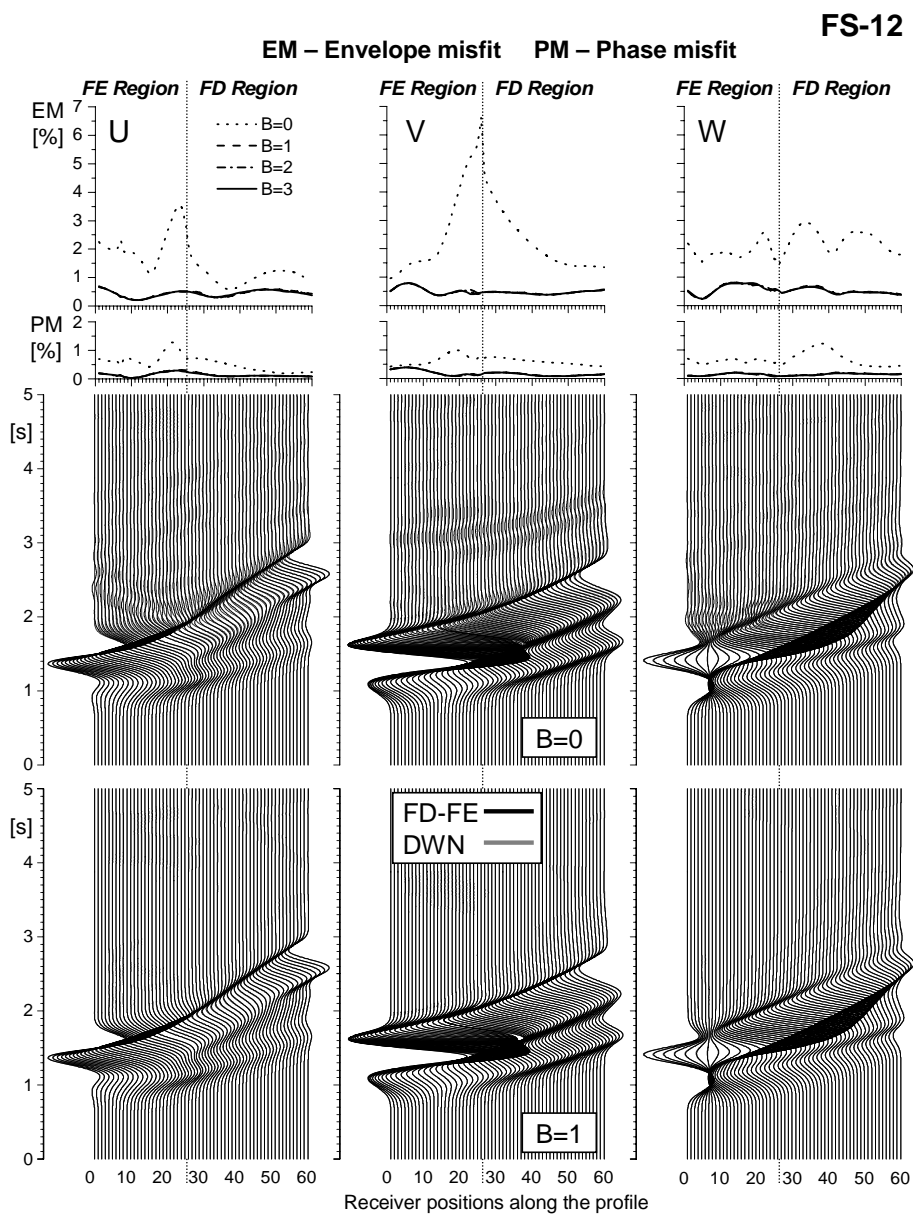 FS-12
EM – Envelope misfit PM – Phase misfit
FE Region FD Region FE Region FD Region FE Region FD Region
EM
[%]
7
6
5
4
3
2
1
0
U
B=0
B=1
B=2
B=3
V
W
PM
[%]
2
1
0
[s]
5
4
3
2
1
0
B=0
[s]
5
4
3
2
1
0
FD-FE
DWN
B=1
0 10 20 30 40 50 60 0 10 20 30 40 50 60 0 10 20 30 40 50 60
Receiver positions along the profile